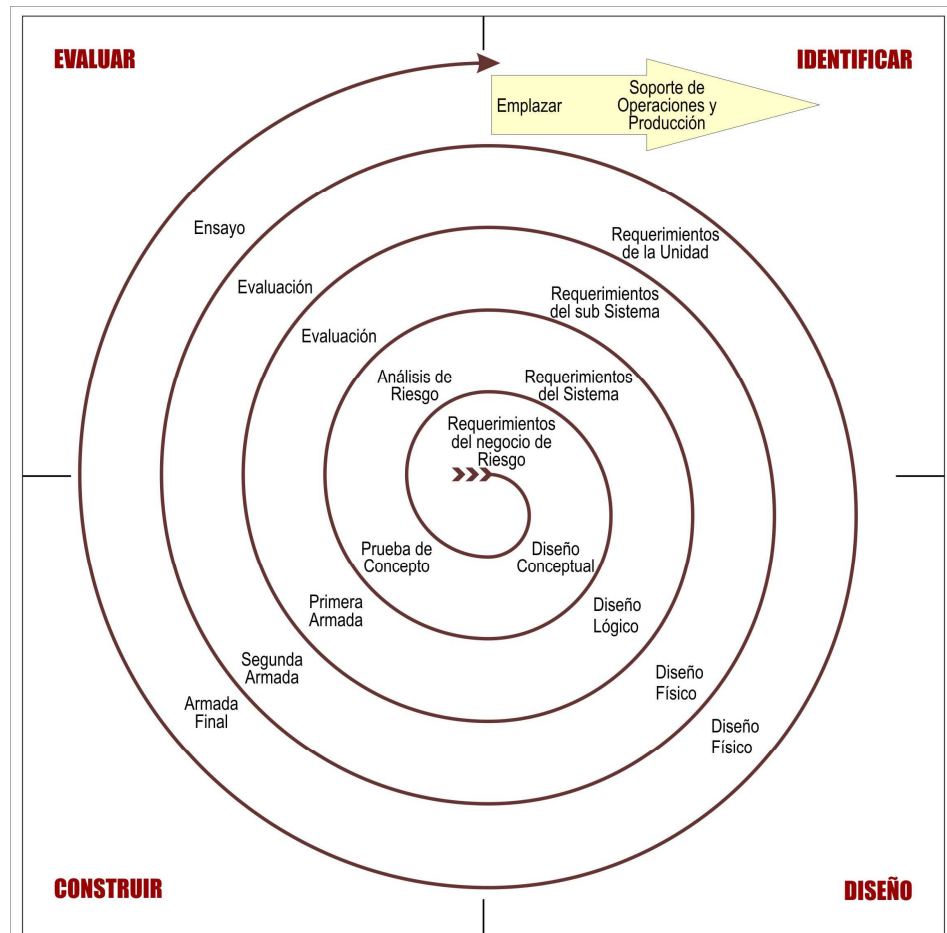 EVALUAR
IDENTIFICAR
Emplazar
Soporte de
Operaciones y
Producción
Ensayo
Requerimientos
de la Unidad
Evaluación
Requerimientos
del sub Sistema
Evaluación
Análisis de
Riesgo
Requerimientos
del Sistema
Requerimientos
del negocio de
Riesgo
Prueba de
Concepto
Diseño
Conceptual
Primera
Armada
Diseño
Lógico
Segunda
Armada
Diseño
Físico
Armada
Final
Diseño
Físico
CONSTRUIR
DISEÑO